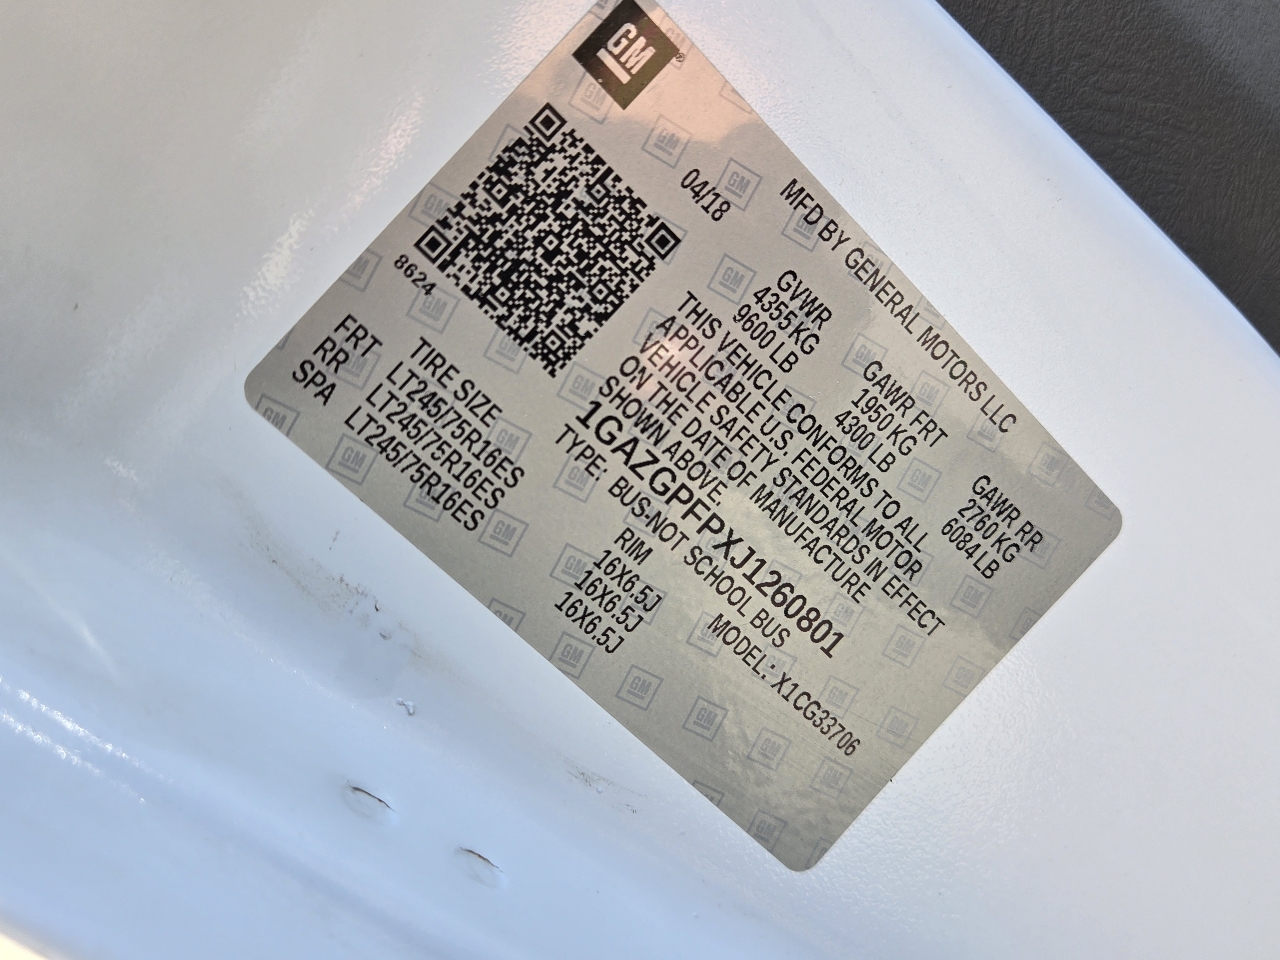 GM
MFD BY GENERAL MOTORS LLC
04/18
GVWR
4355 KG
9600 LB
GAWR FRT
1950 KG
4300 LB
GAWR RR
2760 KG
6084 LB
THIS VEHICLE CONFORMS TO ALL
APPLICABLE U.S. FEDERAL MOTOR
VEHICLE SAFETY STANDARDS IN EFFECT
ON THE DATE OF MANUFACTURE
SHOWN ABOVE.
1GAZGPFPXJ1260801
TYPE: BUS-NOT SCHOOL BUS
MODEL: X1CG33706
8624
TIRE SIZE RIM
FRT LT245/75R16ES 16X6.5J
RR LT245/75R16ES 16X6.5J
SPA LT245/75R16ES 16X6.5J